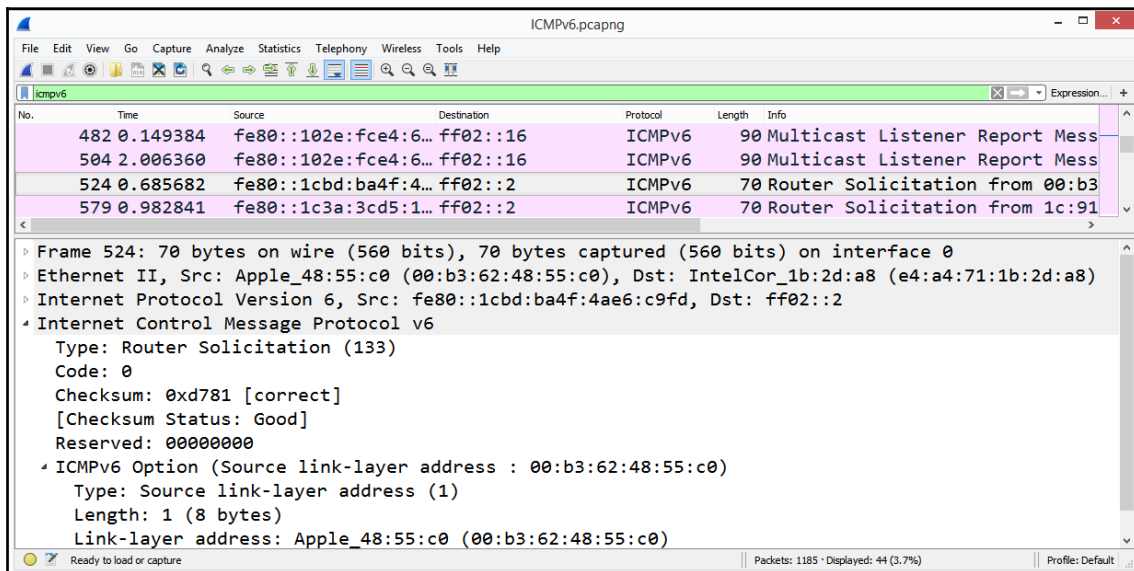 ICMPv6.pcapng
File Edit View Go Capture Analyze Statistics Telephony Wireless Tools Help
icmpv6 Expression... +
No. Time Source Destination Protocol Length Info
482 0.149384 fe80::102e:fce4:6… ff02::16 ICMPv6 90 Multicast Listener Report Mess
504 2.006360 fe80::102e:fce4:6… ff02::16 ICMPv6 90 Multicast Listener Report Mess
524 0.685682 fe80::1cbd:ba4f:4… ff02::2 ICMPv6 70 Router Solicitation from 00:b3
579 0.982841 fe80::1c3a:3cd5:1… ff02::2 ICMPv6 70 Router Solicitation from 1c:91
Frame 524: 70 bytes on wire (560 bits), 70 bytes captured (560 bits) on interface 0
Ethernet II, Src: Apple_48:55:c0 (00:b3:62:48:55:c0), Dst: IntelCor_1b:2d:a8 (e4:a4:71:1b:2d:a8)
Internet Protocol Version 6, Src: fe80::1cbd:ba4f:4ae6:c9fd, Dst: ff02::2
Internet Control Message Protocol v6
Type: Router Solicitation (133)
Code: 0
Checksum: 0xd781 [correct]
[Checksum Status: Good]
Reserved: 00000000
ICMPv6 Option (Source link-layer address : 00:b3:62:48:55:c0)
Type: Source link-layer address (1)
Length: 1 (8 bytes)
Link-layer address: Apple_48:55:c0 (00:b3:62:48:55:c0)
Ready to load or capture Packets: 1185 · Displayed: 44 (3.7%) Profile: Default